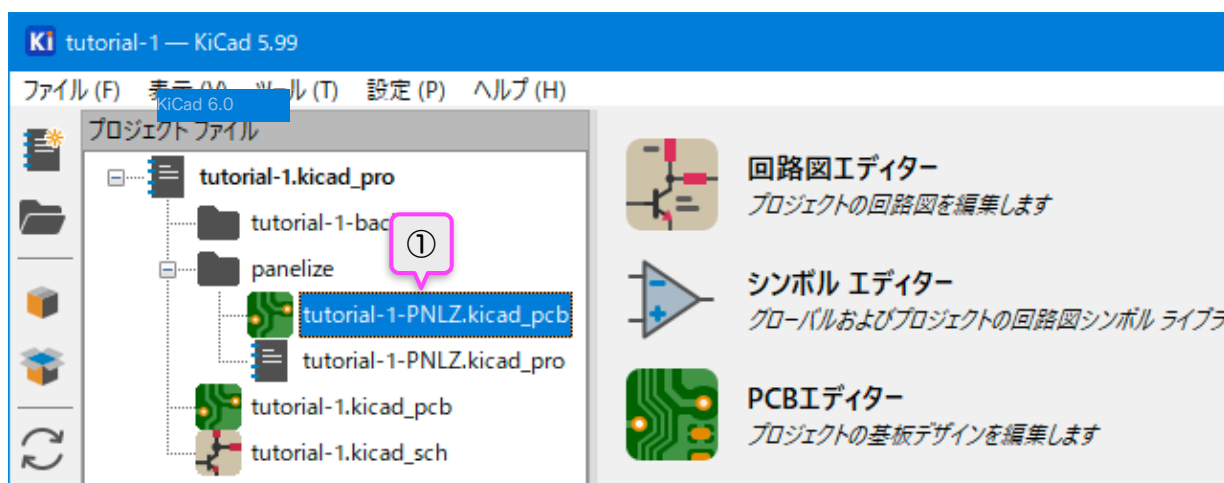 Ki tutorial-1 — KiCad 5.99
ファイル (F) 表示 (V) ツール (T) 設定 (P) ヘルプ (H)
KiCad 6.0
プロジェクト ファイル
tutorial-1.kicad_pro
tutorial-1-bac
①
panelize
tutorial-1-PNLZ.kicad_pcb
tutorial-1-PNLZ.kicad_pro
tutorial-1.kicad_pcb
tutorial-1.kicad_sch
回路図エディター
プロジェクトの回路図を編集します
シンボル エディター
グローバルおよびプロジェクトの回路図シンボル ライブラ
PCBエディター
プロジェクトの基板デザインを編集します